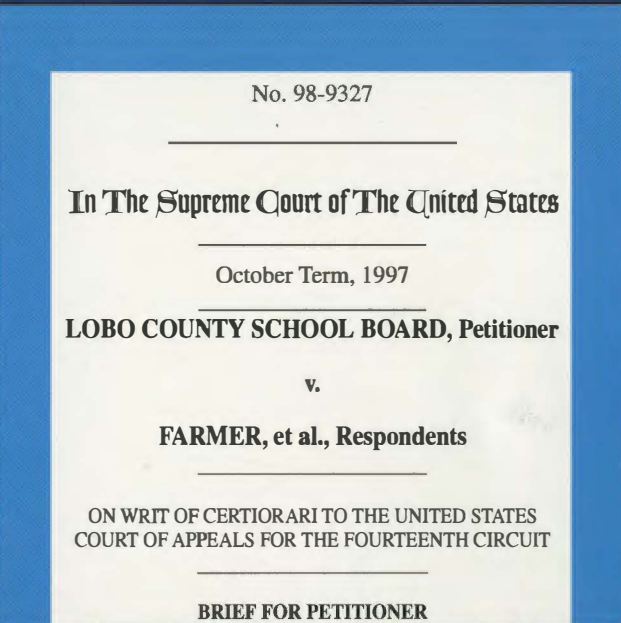 No. 98-9327
In The Supreme Court of The United States
October Term, 1997
LOBO COUNTY SCHOOL BOARD, Petitioner
v.
FARMER, et al., Respondents
ON WRIT OF CERTIORARI TO THE UNITED STATES
COURT OF APPEALS FOR THE FOURTEENTH CIRCUIT
BRIEF FOR PETITIONER